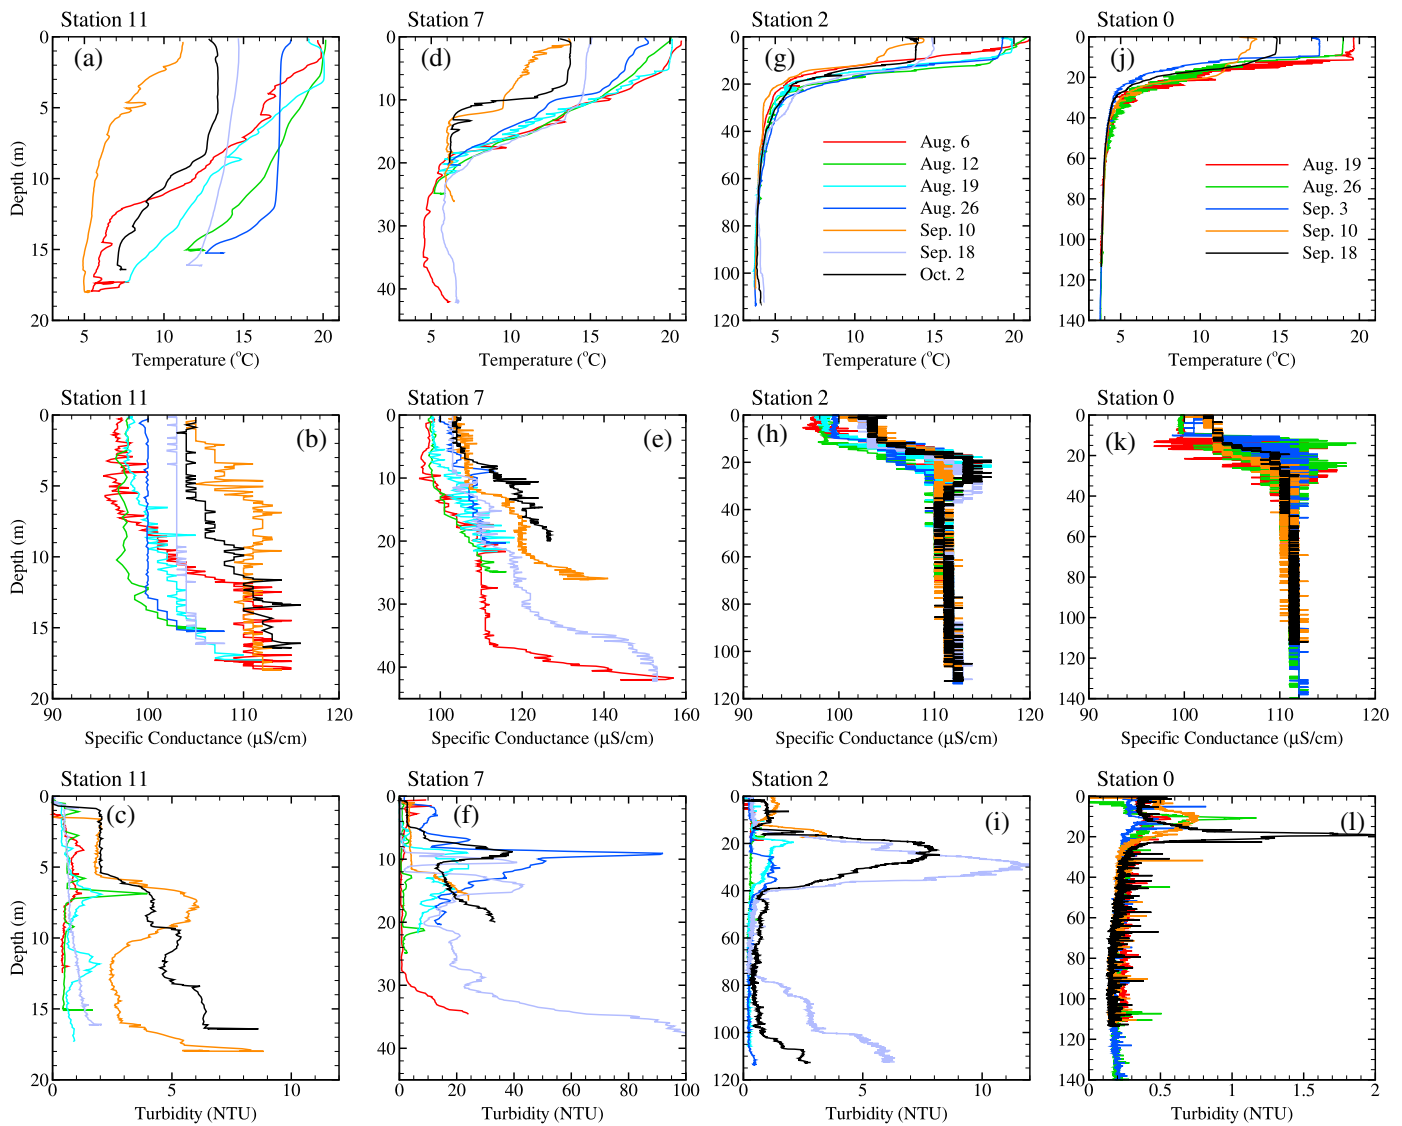 Station 11
Station 7
Station 2
Station 0
(a)
(d)
(g)
(j)
Depth (m)
0
5
10
15
20
0
10
20
30
40
0
20
40
60
80
100
120
0
20
40
60
80
100
120
140
Aug. 6
Aug. 12
Aug. 19
Aug. 26
Sep. 10
Sep. 18
Oct. 2
Aug. 19
Aug. 26
Sep. 3
Sep. 10
Sep. 18
5 10 15 20
5 10 15 20
5 10 15 20
5 10 15 20
Temperature (°C)
Temperature (°C)
Temperature (°C)
Temperature (°C)
Station 11
Station 7
Station 2
Station 0
(b)
(e)
(h)
(k)
Depth (m)
0
5
10
15
20
0
10
20
30
40
0
20
40
60
80
100
120
0
20
40
60
80
100
120
140
90 100 110 120
100 120 140 160
90 100 110 120
90 100 110 120
Specific Conductance (μS/cm)
Specific Conductance (μS/cm)
Specific Conductance (μS/cm)
Specific Conductance (μS/cm)
Station 11
Station 7
Station 2
Station 0
(c)
(f)
(i)
(l)
Depth (m)
0
5
10
15
20
0
10
20
30
40
0
20
40
60
80
100
120
0
20
40
60
80
100
120
140
0 5 10
0 20 40 60 80 100
0 5 10
0 0.5 1 1.5 2
Turbidity (NTU)
Turbidity (NTU)
Turbidity (NTU)
Turbidity (NTU)